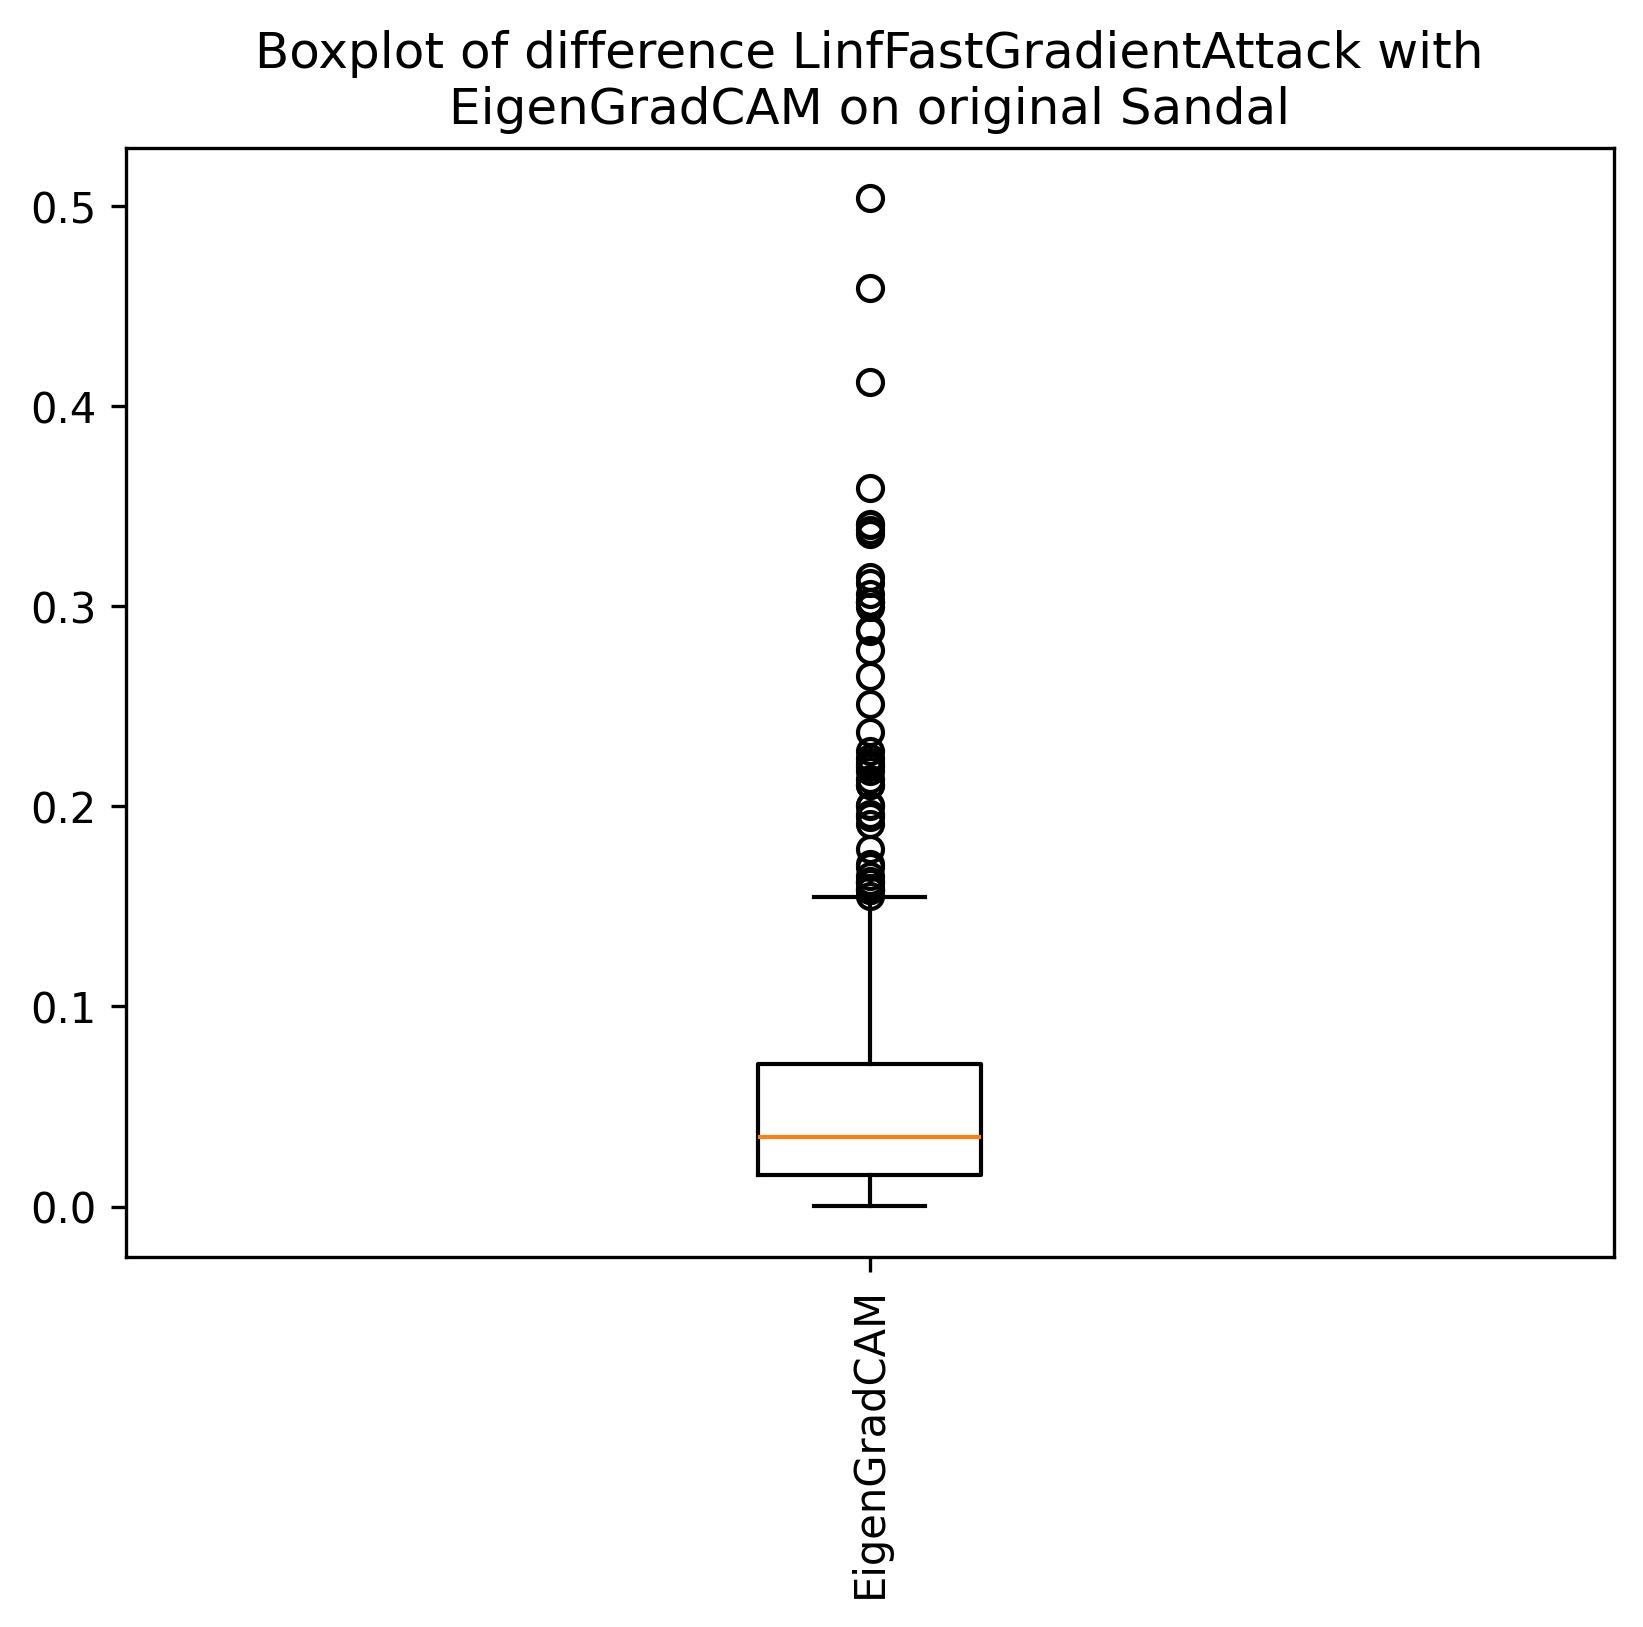 Boxplot of difference LinfFastGradientAttack with
EigenGradCAM on original Sandal
0.5
0.4
0.3
0.2
0.1
0.0
EigenGradCAM